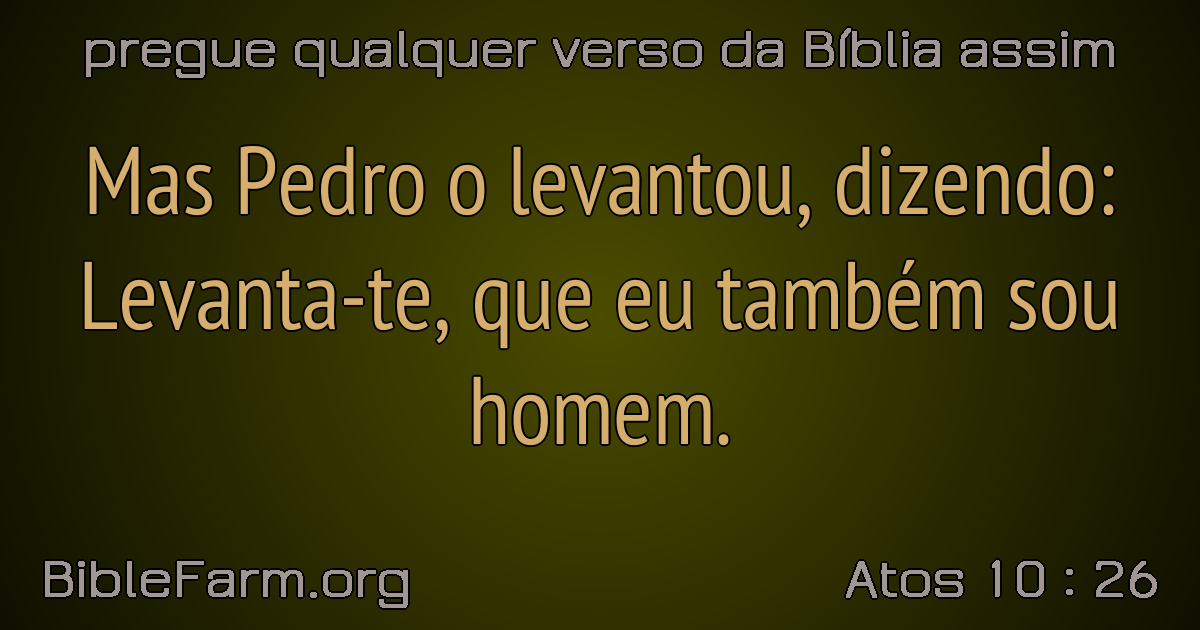 pregue qualquer verso da Bíblia assim
Mas Pedro o levantou, dizendo:
Levanta-te, que eu também sou
homem.
BibleFarm.org
Atos 10 : 26